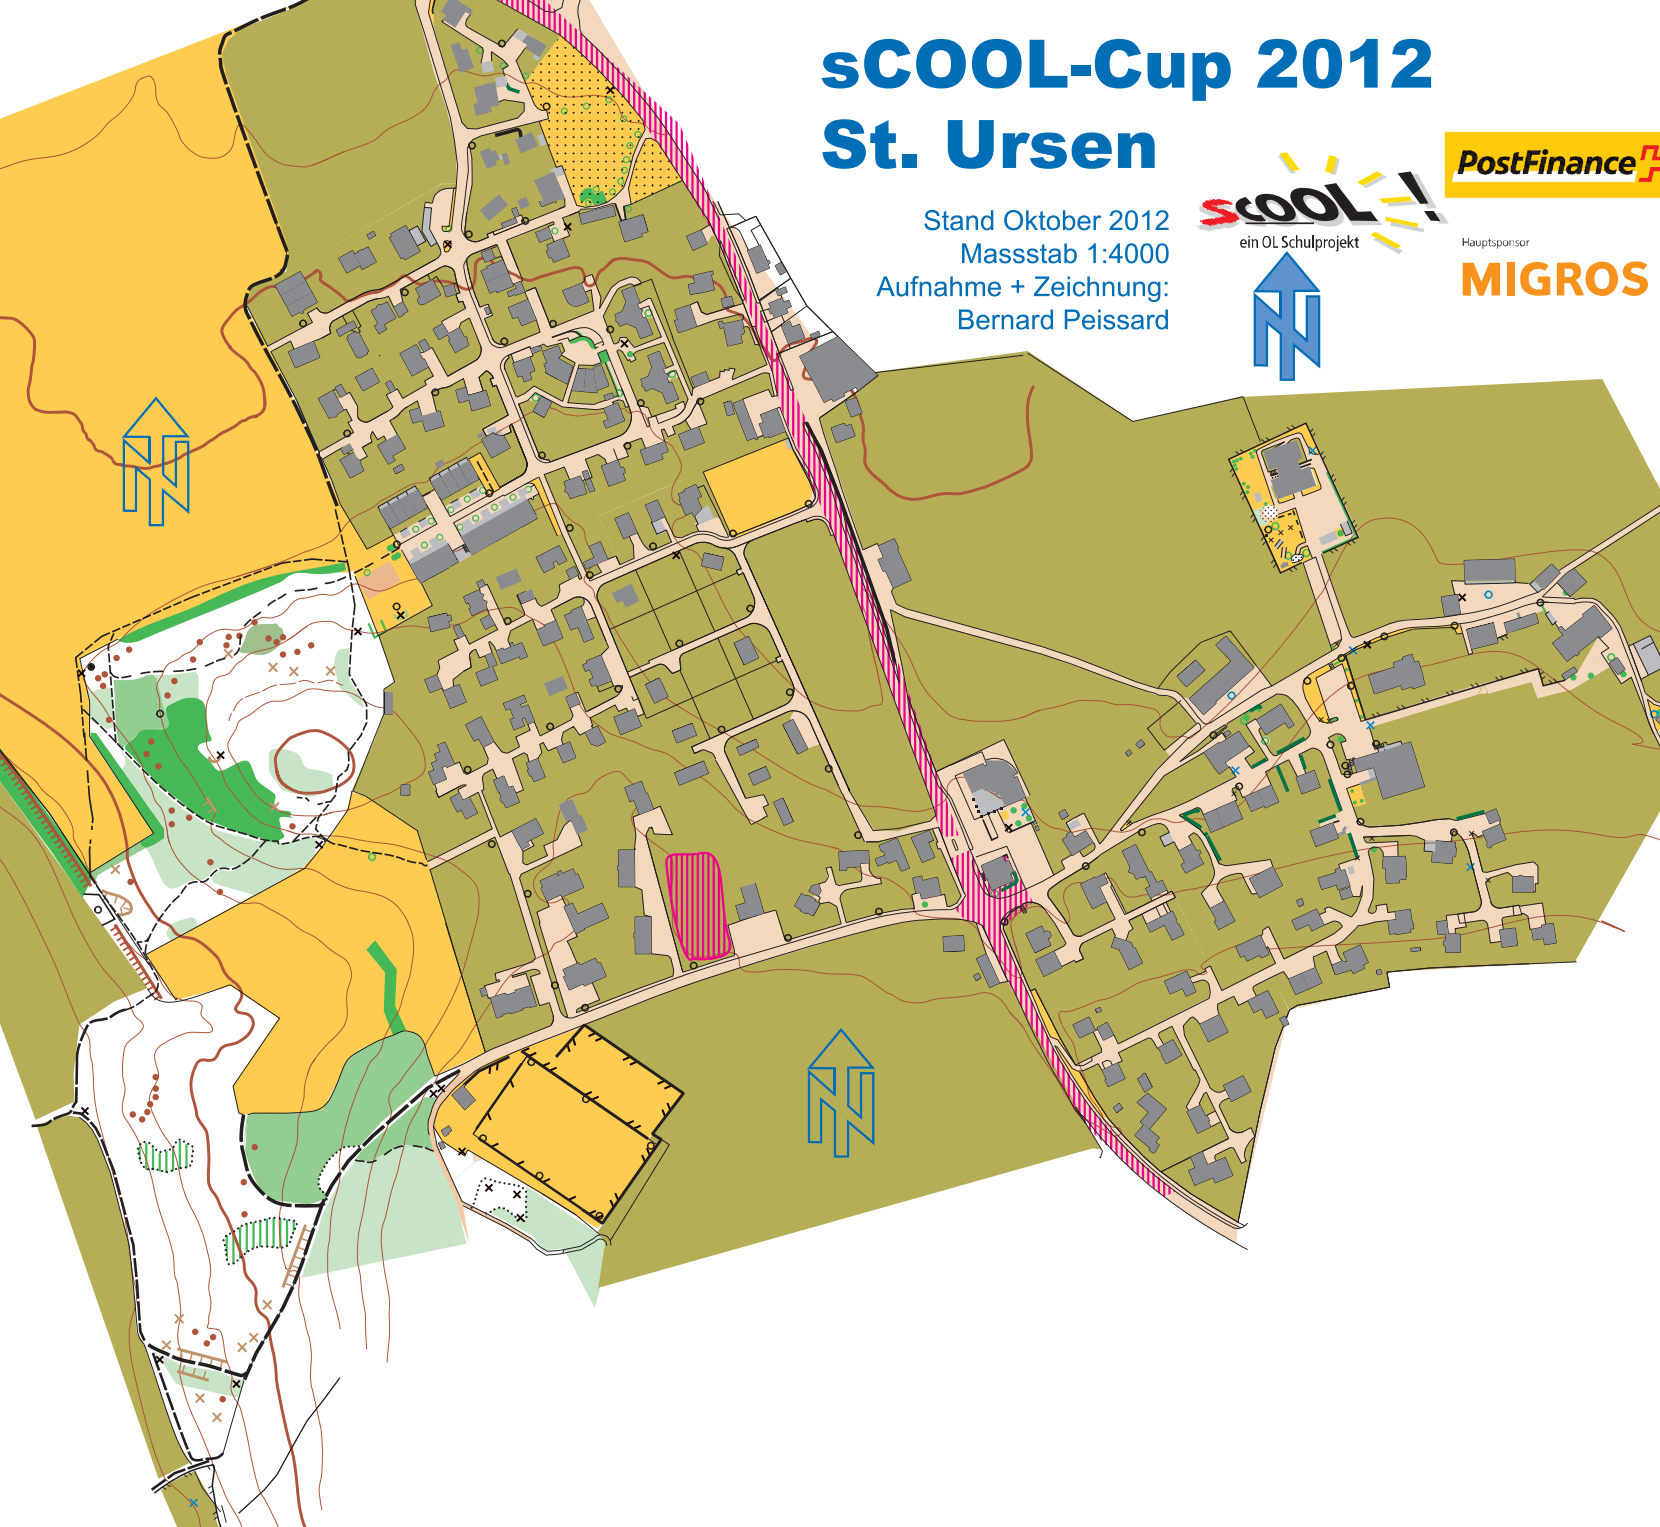 sCOOL-Cup 2012
St. Ursen
Stand Oktober 2012
Massstab 1:4000
Aufnahme + Zeichnung:
Bernard Peissard
sCOOL-!
ein OL Schulprojekt
N
PostFinance
Hauptsponsor
MIGROS
N
N